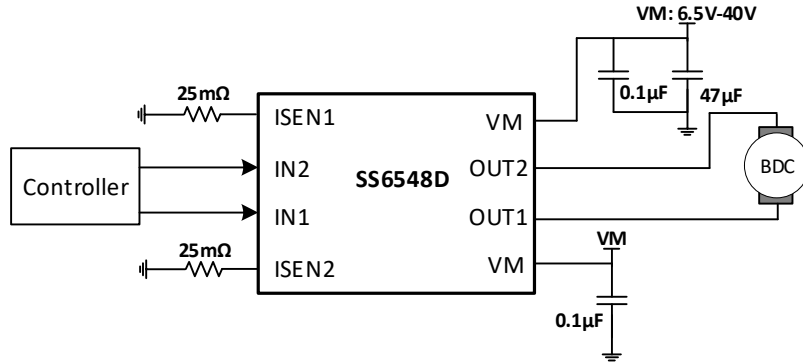 VM: 6.5V-40V
25mΩ
0.1µF
47µF
ISEN1
VM
Controller
IN2
SS6548D
OUT2
BDC
IN1
OUT1
25mΩ
ISEN2
VM
VM
0.1µF